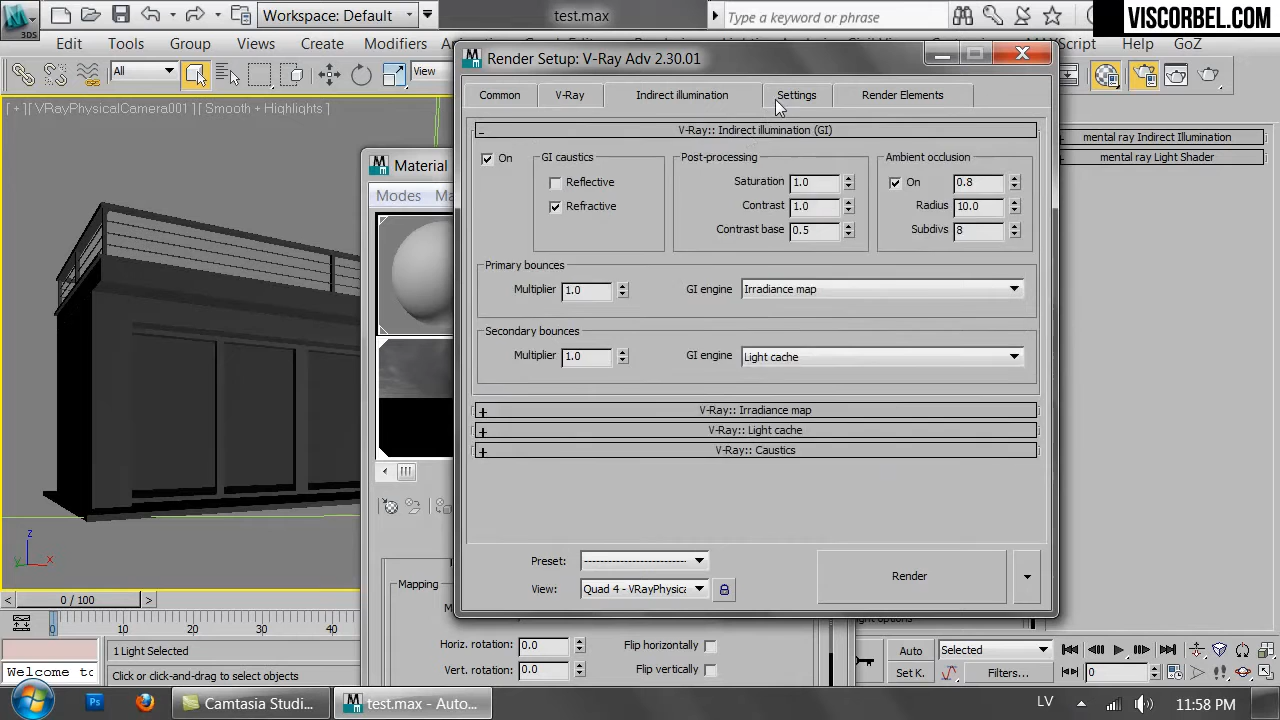 3DS
Workspace: Default
test.max
Type a keyword or phrase
VISCORBEL.COM
Edit
Tools
Group
Views
Create
Modifiers
Help
GoZ
All
View
[ + ] [ VRayPhysicalCamera001 ] [ Smooth + Highlights ]
Render Setup: V-Ray Adv 2.30.01
Common
V-Ray
Indirect illumination
Settings
Render Elements
V-Ray:: Indirect illumination (GI)
On
GI caustics
Reflective
Refractive
Post-processing
Saturation 1.0
Contrast 1.0
Contrast base 0.5
Ambient occlusion
On 0.8
Radius 10.0
Subdivs 8
Primary bounces
Multiplier 1.0 GI engine Irradiance map
Secondary bounces
Multiplier 1.0 GI engine Light cache
V-Ray:: Irradiance map
V-Ray:: Light cache
V-Ray:: Caustics
Preset: -----------------------
View: Quad 4 - VRayPhysica
Render
mental ray Indirect Illumination
mental ray Light Shader
Material
Modes
Mapping
Horiz. rotation: 0.0
Flip horizontally
Vert. rotation: 0.0
Flip vertically
z
y
x
0 / 100
10
20
30
40
1 Light Selected
Welcome to
Click or click-and-drag to select objects
Auto
Selected
Set K.
Filters...
0
Ps
Camtasia Studi...
test.max - Auto...
LV
11:58 PM